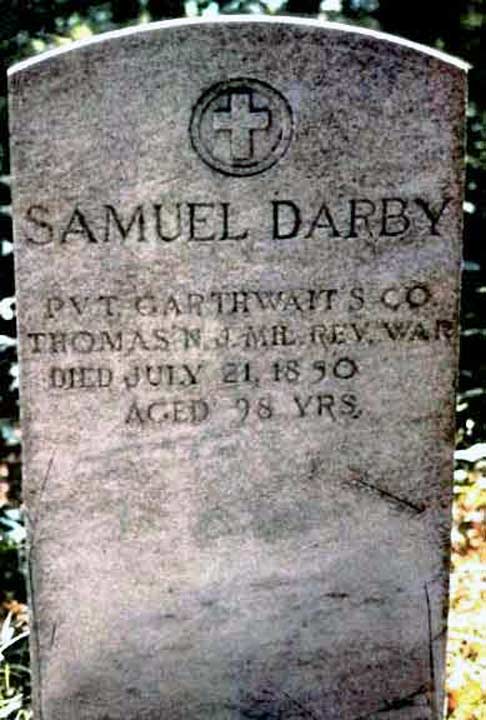 SAMUEL DARBY
PVT. GARTHWAIT'S CO.
THOMAS' N.J. MIL. REV. WAR
DIED JULY 21, 1850
AGED 98 YRS.